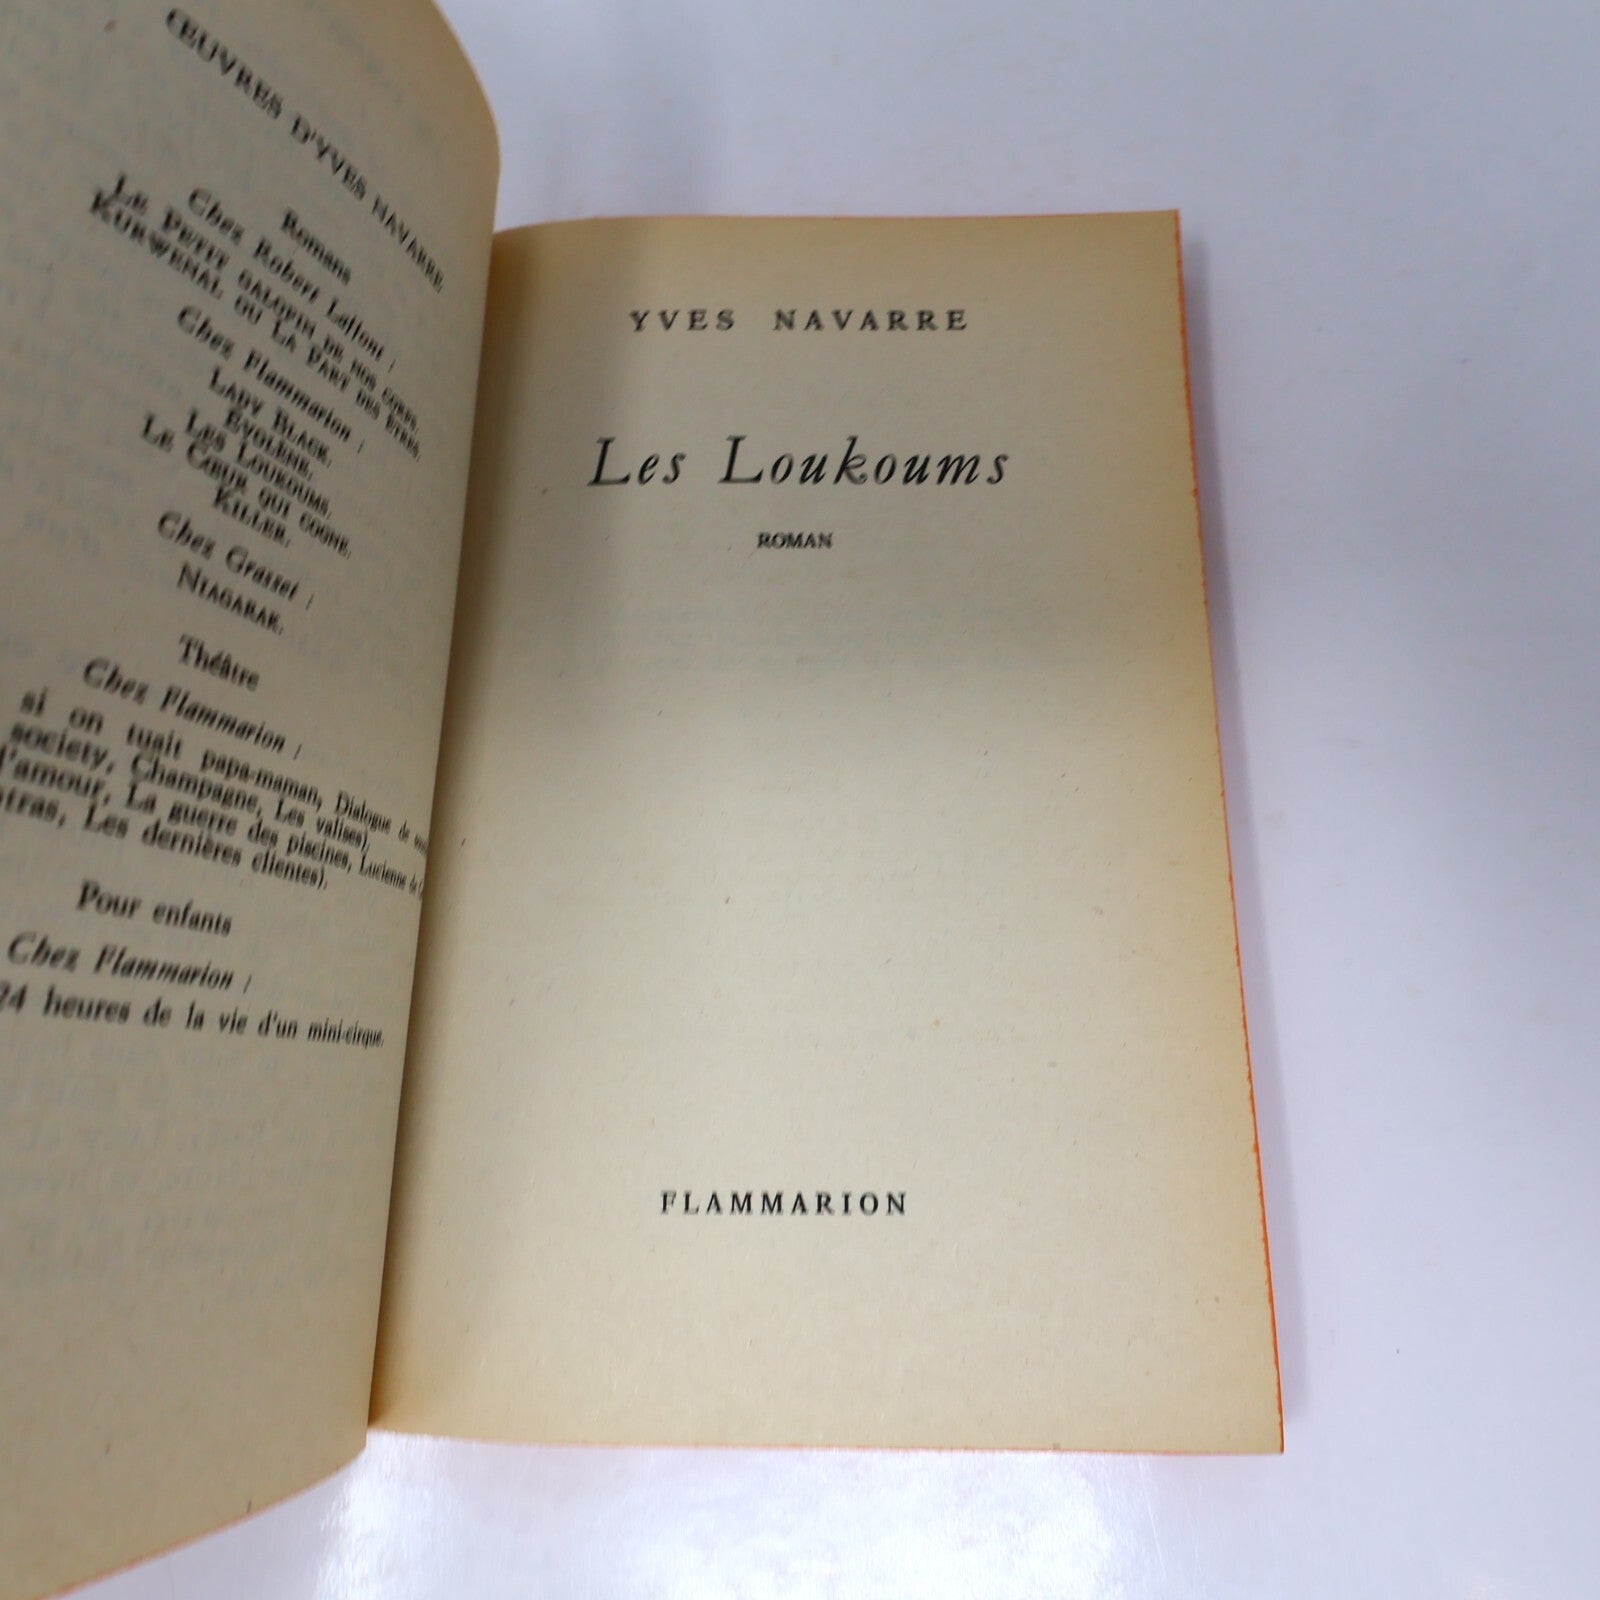 ŒUVRES D'YVES NAVARRE
Romans
Chez Robert Laffont :
LE PETIT GALOPIN DE NOS CORPS.
KURWENAL OU LA PART DES ÊTRES.
Chez Flammarion :
LADY BLACK.
EVOLÈNE.
LES LOUKOUMS.
LE CŒUR QUI COGNE.
KILLER.
Chez Grasset :
NIAGARAK.
Théâtre
Chez Flammarion :
si on tuait papa-maman, Dialogue de
society, Champagne, Les valises).
d'amour, La guerre des piscines, Lucienne de
Les dernières clientes).
Pour enfants
Chez Flammarion :
24 heures de la vie d'un mini-cirque.
YVES NAVARRE
Les Loukoums
ROMAN
FLAMMARION